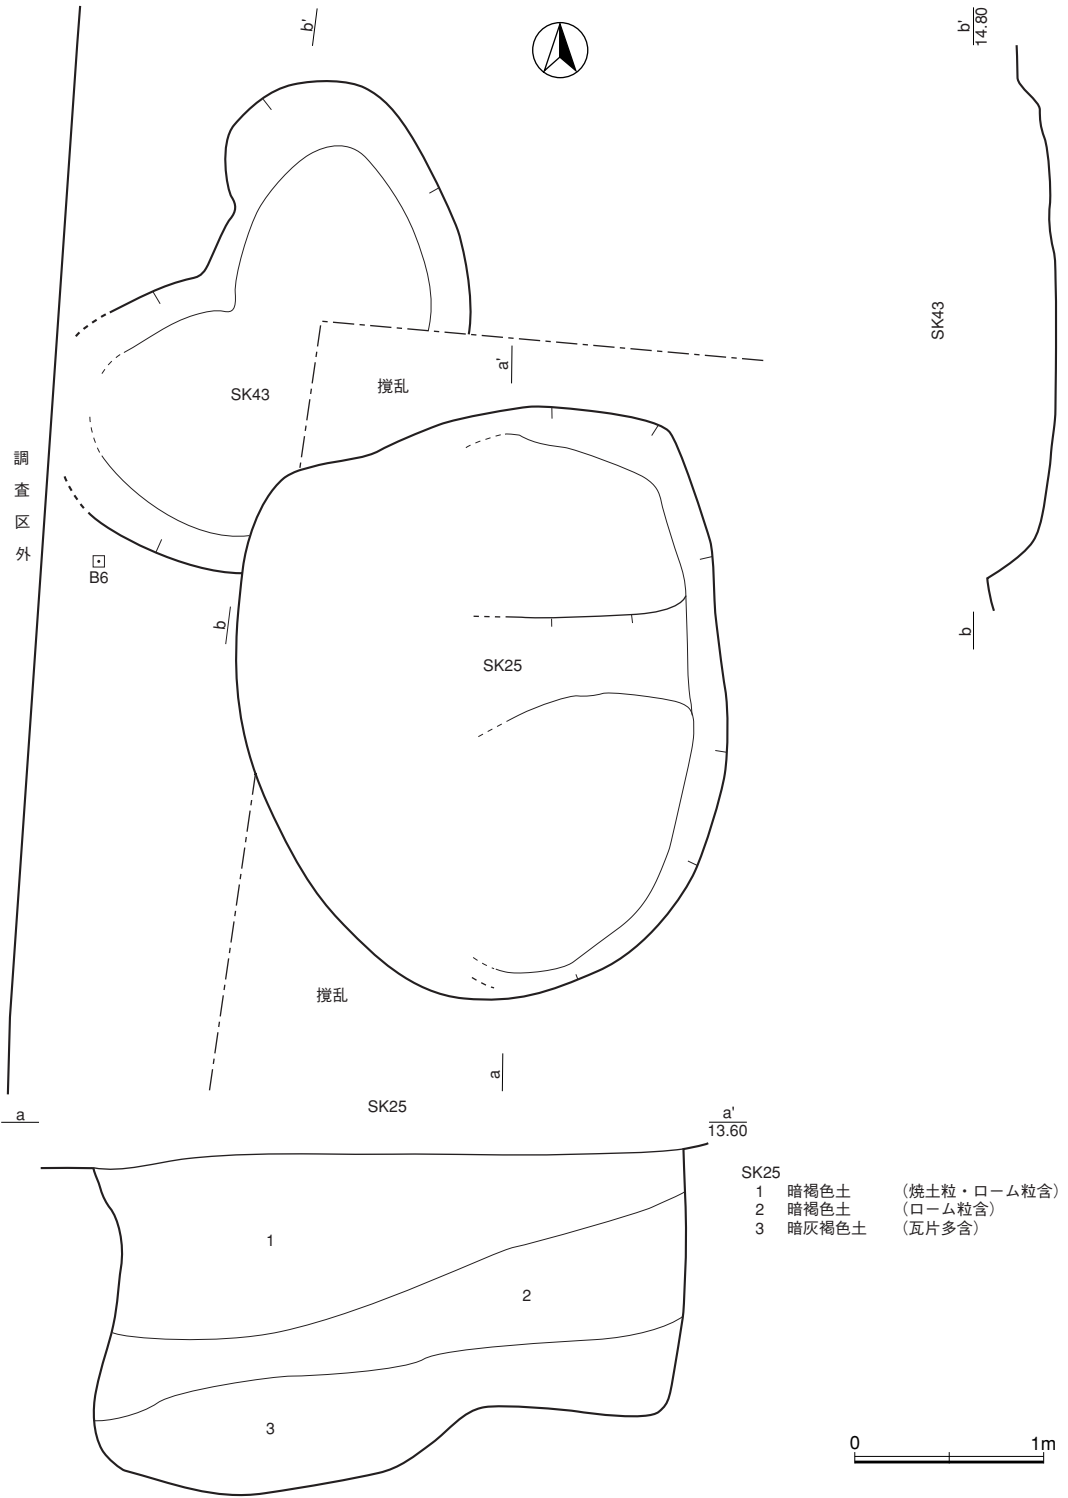 b'
b'
14.80
SK43
a'
撹乱
SK43
調査区外
B6
b
b
SK25
撹乱
a
SK25
a
a'
13.60
SK25
1 暗褐色土 （焼土粒・ローム粒含）
2 暗褐色土 （ローム粒含）
3 暗灰褐色土 （瓦片多含）
1
2
3
0 1m